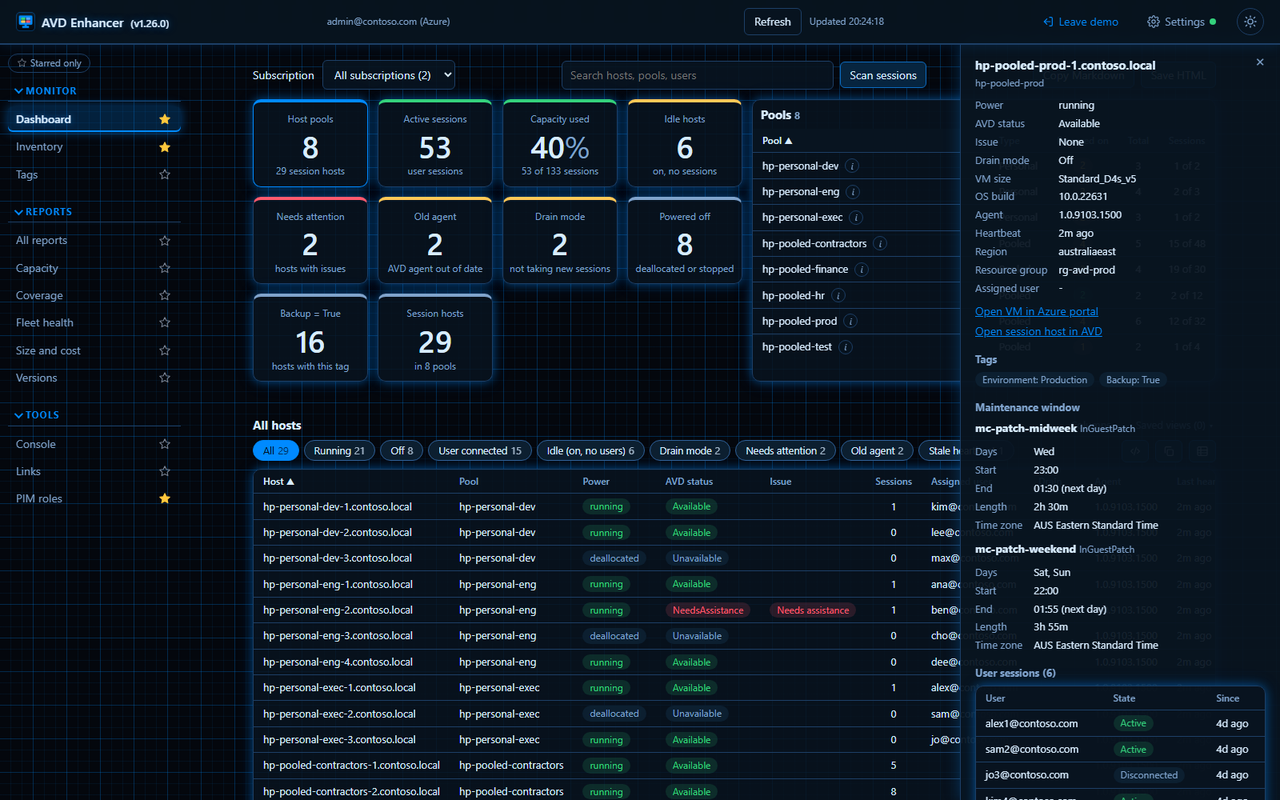 AVD Enhancer (v1.26.0)
admin@contoso.com (Azure)
Refresh
Updated 20:24:18
Leave demo
Settings
Starred only
MONITOR
Dashboard
Inventory
Tags
REPORTS
All reports
Capacity
Coverage
Fleet health
Size and cost
Versions
TOOLS
Console
Links
PIM roles
Subscription
All subscriptions (2)
Search hosts, pools, users
Scan sessions
Host pools
8
29 session hosts
Active sessions
53
user sessions
Capacity used
40%
53 of 133 sessions
Idle hosts
6
on, no sessions
Needs attention
2
hosts with issues
Old agent
2
AVD agent out of date
Drain mode
2
not taking new sessions
Powered off
8
deallocated or stopped
Backup = True
16
hosts with this tag
Session hosts
29
in 8 pools
Pools 8
Pool ▲
hp-personal-dev i
hp-personal-eng i
hp-personal-exec i
hp-pooled-contractors i
hp-pooled-finance i
hp-pooled-hr i
hp-pooled-prod i
hp-pooled-test i
All hosts
All 29
Running 21
Off 8
User connected 15
Idle (on, no users) 6
Drain mode 2
Needs attention 2
Old agent 2
Stale h
Host ▲ Pool Power AVD status Issue Sessions Assign
hp-personal-dev-1.contoso.local hp-personal-dev running Available 1 kim@c
hp-personal-dev-2.contoso.local hp-personal-dev running Available 0 lee@c
hp-personal-dev-3.contoso.local hp-personal-dev deallocated Unavailable 0 max@
hp-personal-eng-1.contoso.local hp-personal-eng running Available 1 ana@
hp-personal-eng-2.contoso.local hp-personal-eng running NeedsAssistance Needs assistance 1 ben@
hp-personal-eng-3.contoso.local hp-personal-eng deallocated Unavailable 0 cho@
hp-personal-eng-4.contoso.local hp-personal-eng running Available 0 dee@
hp-personal-exec-1.contoso.local hp-personal-exec running Available 1 alex@
hp-personal-exec-2.contoso.local hp-personal-exec deallocated Unavailable 0 sam@
hp-personal-exec-3.contoso.local hp-personal-exec running Available 0 jo@co
hp-pooled-contractors-1.contoso.local hp-pooled-contractors running Available 5
hp-pooled-contractors-2.contoso.local hp-pooled-contractors running Available 8
hp-pooled-prod-1.contoso.local
hp-pooled-prod
Power running
AVD status Available
Issue None
Drain mode Off
VM size Standard_D4s_v5
OS build 10.0.22631
Agent 1.0.9103.1500
Heartbeat 2m ago
Region australiaeast
Resource group rg-avd-prod
Assigned user -
Open VM in Azure portal
Open session host in AVD
Tags
Environment: Production
Backup: True
Maintenance window
mc-patch-midweek InGuestPatch
Days Wed
Start 23:00
End 01:30 (next day)
Length 2h 30m
Time zone AUS Eastern Standard Time
mc-patch-weekend InGuestPatch
Days Sat, Sun
Start 22:00
End 01:55 (next day)
Length 3h 55m
Time zone AUS Eastern Standard Time
User sessions (6)
User State Since
alex1@contoso.com Active 4d ago
sam2@contoso.com Active 4d ago
jo3@contoso.com Disconnected 4d ago